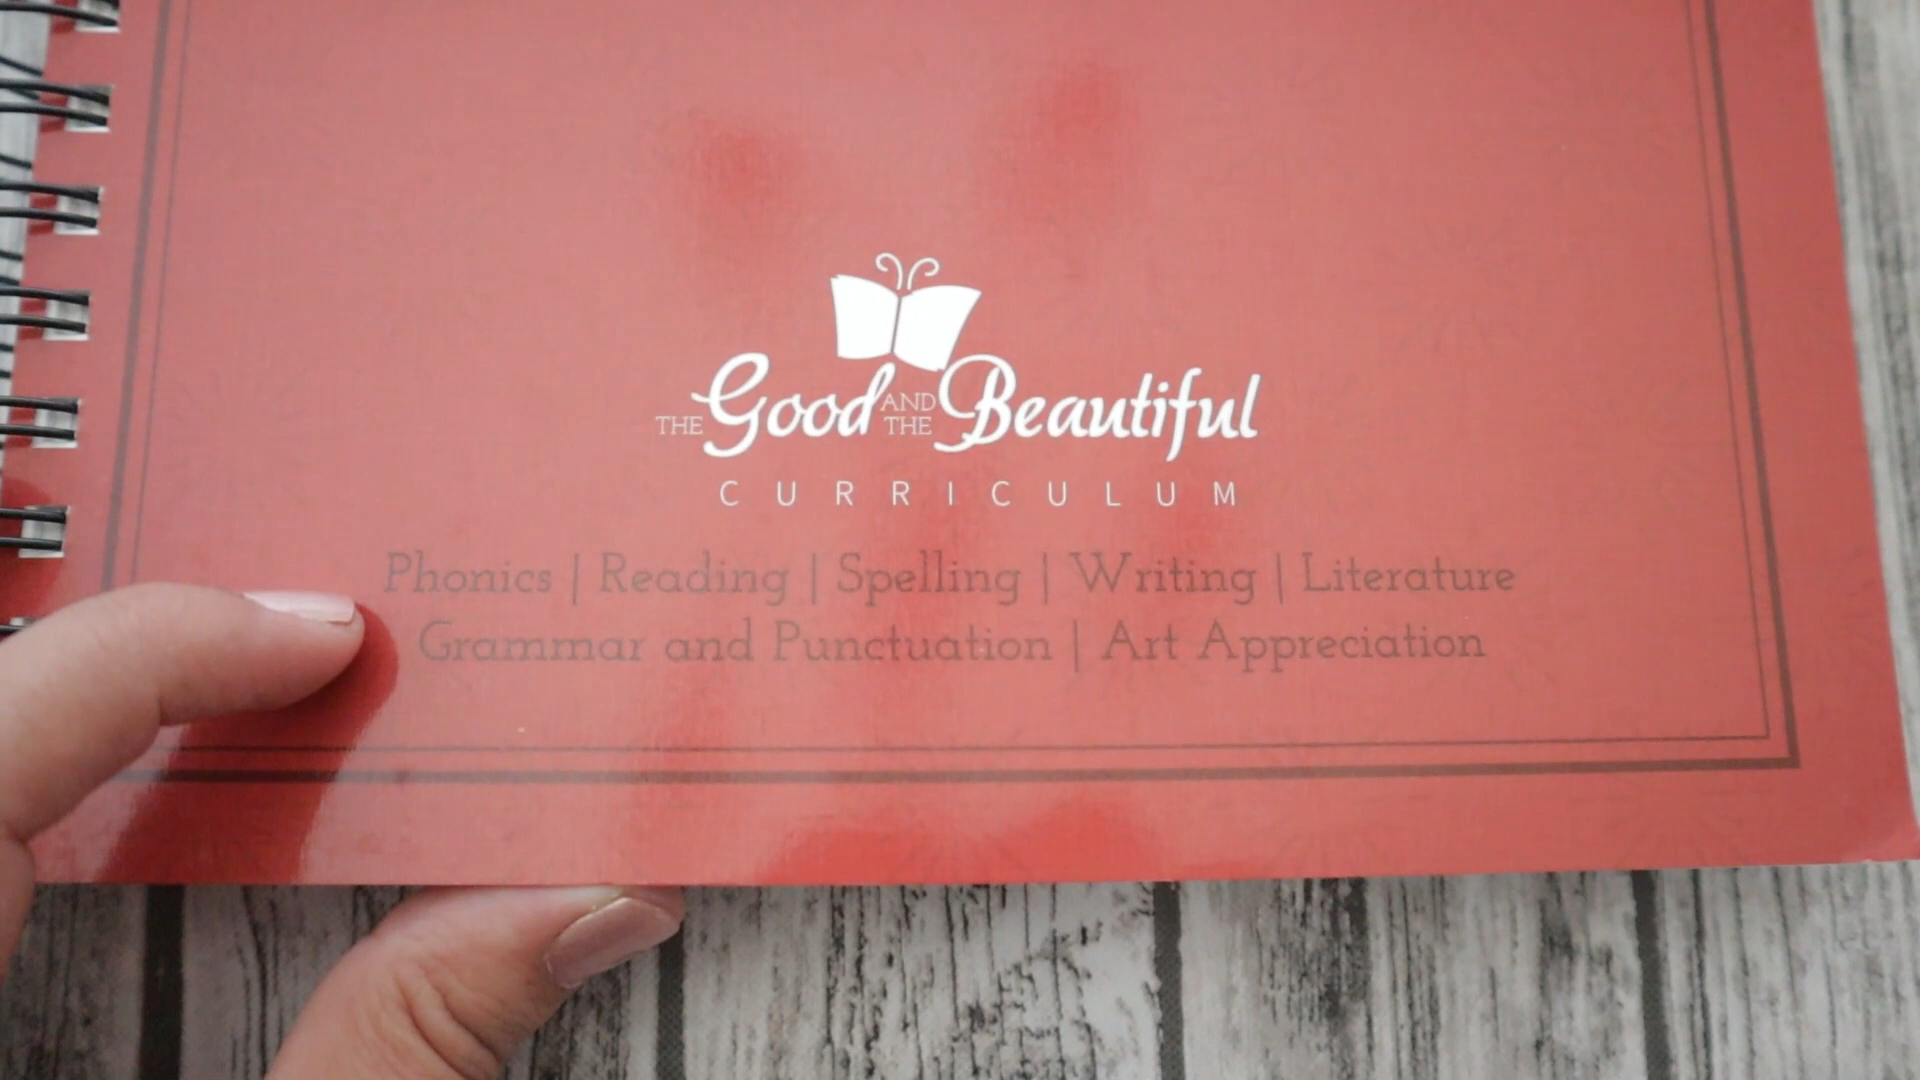 THE Good AND THE Beautiful
CURRICULUM
Phonics | Reading | Spelling | Writing | Literature
Grammar and Punctuation | Art Appreciation